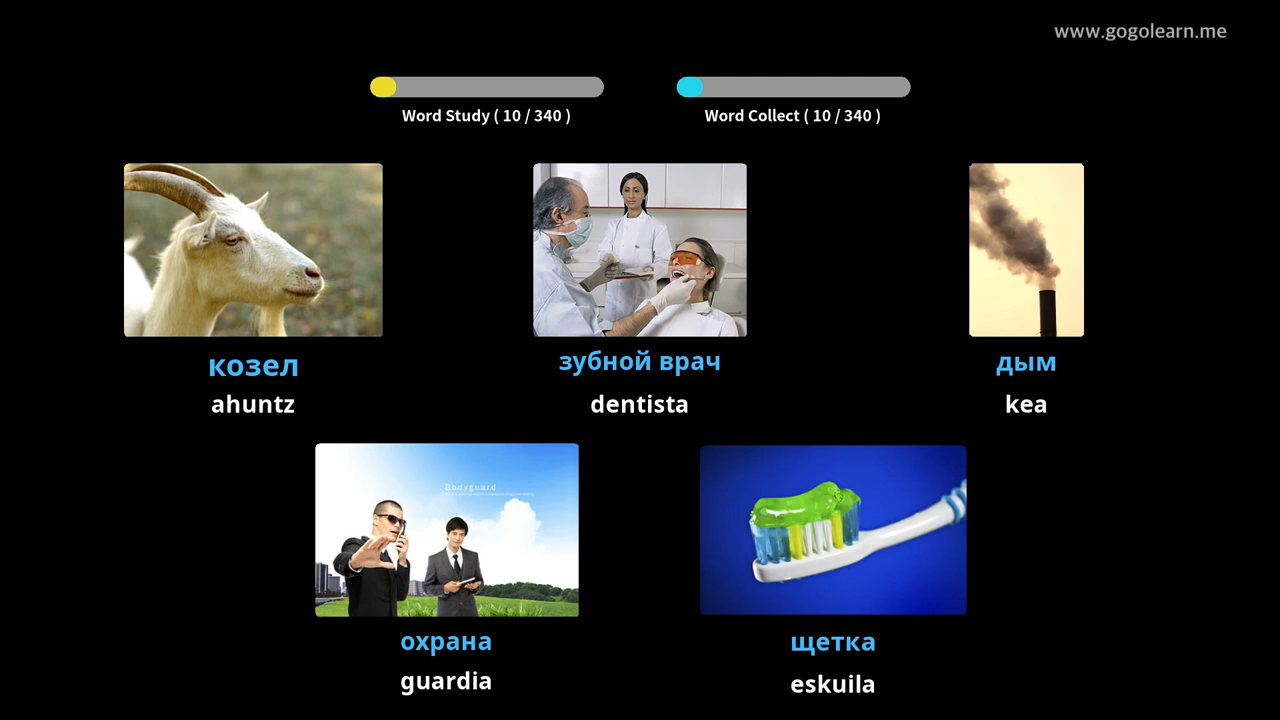 www.gogolearn.me
Word Study ( 10 / 340 )
Word Collect ( 10 / 340 )
козел
ahuntz
зубной врач
dentista
дым
kea
Bodyguard
охрана
guardia
щетка
eskuila